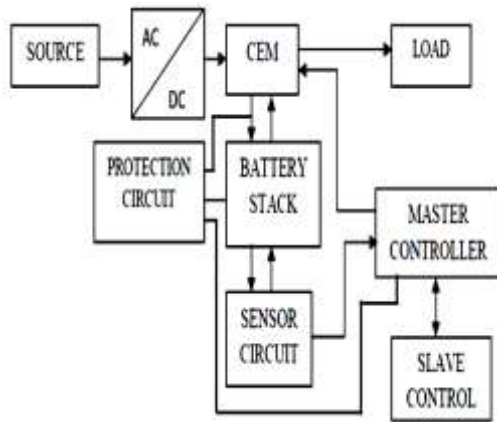 SOURCE
AC
DC
CEM
LOAD
PROTECTION
CIRCUIT
BATTERY
STACK
MASTER
CONTROLLER
SENSOR
CIRCUIT
SLAVE
CONTROL